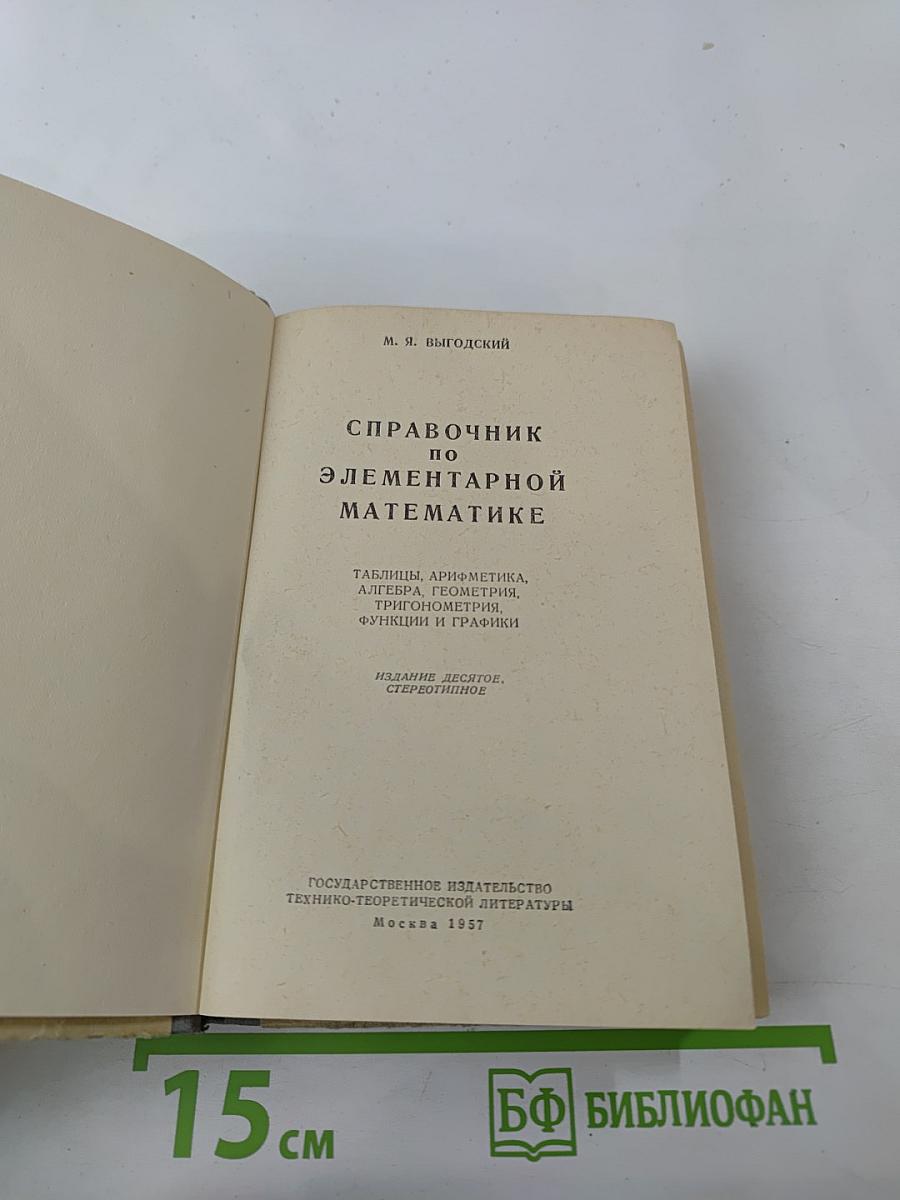 М. Я. ВЫГОДСКИЙ
СПРАВОЧНИК
ПО
ЭЛЕМЕНТАРНОЙ
МАТЕМАТИКЕ
ТАБЛИЦЫ, АРИФМЕТИКА,
АЛГЕБРА, ГЕОМЕТРИЯ,
ТРИГОНОМЕТРИЯ,
ФУНКЦИИ И ГРАФИКИ
ИЗДАНИЕ ДЕСЯТОЕ,
СТЕРЕОТИПНОЕ
ГОСУДАРСТВЕННОЕ ИЗДАТЕЛЬСТВО
ТЕХНИКО-ТЕОРЕТИЧЕСКОЙ ЛИТЕРАТУРЫ
Москва 1957
15 см
БФ БИБЛИОФАН